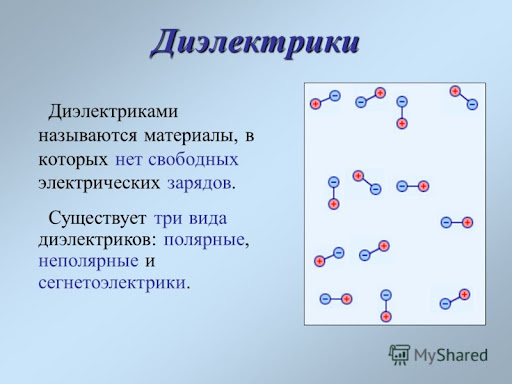 Диэлектрики
Диэлектриками
называются материалы, в
которых нет свободных
электрических зарядов.
Существует три вида
диэлектриков: полярные,
неполярные и
сегнетоэлектрики.
MyShared